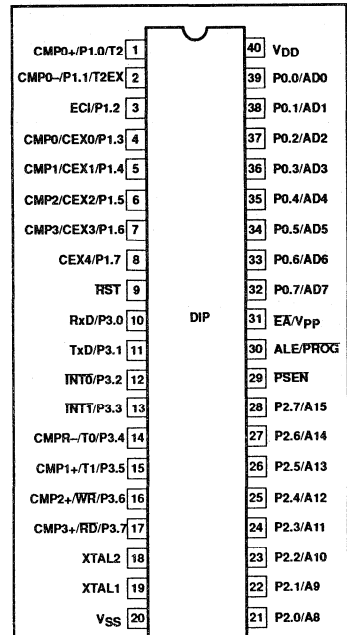 CMP0+/P1.0/T2 1 40 VDD
CMP0–/P1.1/T2EX 2 39 P0.0/AD0
ECI/P1.2 3 38 P0.1/AD1
CMP0/CEX0/P1.3 4 37 P0.2/AD2
CMP1/CEX1/P1.4 5 36 P0.3/AD3
CMP2/CEX2/P1.5 6 35 P0.4/AD4
CMP3/CEX3/P1.6 7 34 P0.5/AD5
CEX4/P1.7 8 33 P0.6/AD6
RST 9 32 P0.7/AD7
RxD/P3.0 10 DIP 31 EA/VPP
TxD/P3.1 11 30 ALE/PROG
INT0/P3.2 12 29 PSEN
INT1/P3.3 13 28 P2.7/A15
CMPR–/T0/P3.4 14 27 P2.6/A14
CMP1+/T1/P3.5 15 26 P2.5/A13
CMP2+/WR/P3.6 16 25 P2.4/A12
CMP3+/RD/P3.7 17 24 P2.3/A11
XTAL2 18 23 P2.2/A10
XTAL1 19 22 P2.1/A9
VSS 20 21 P2.0/A8